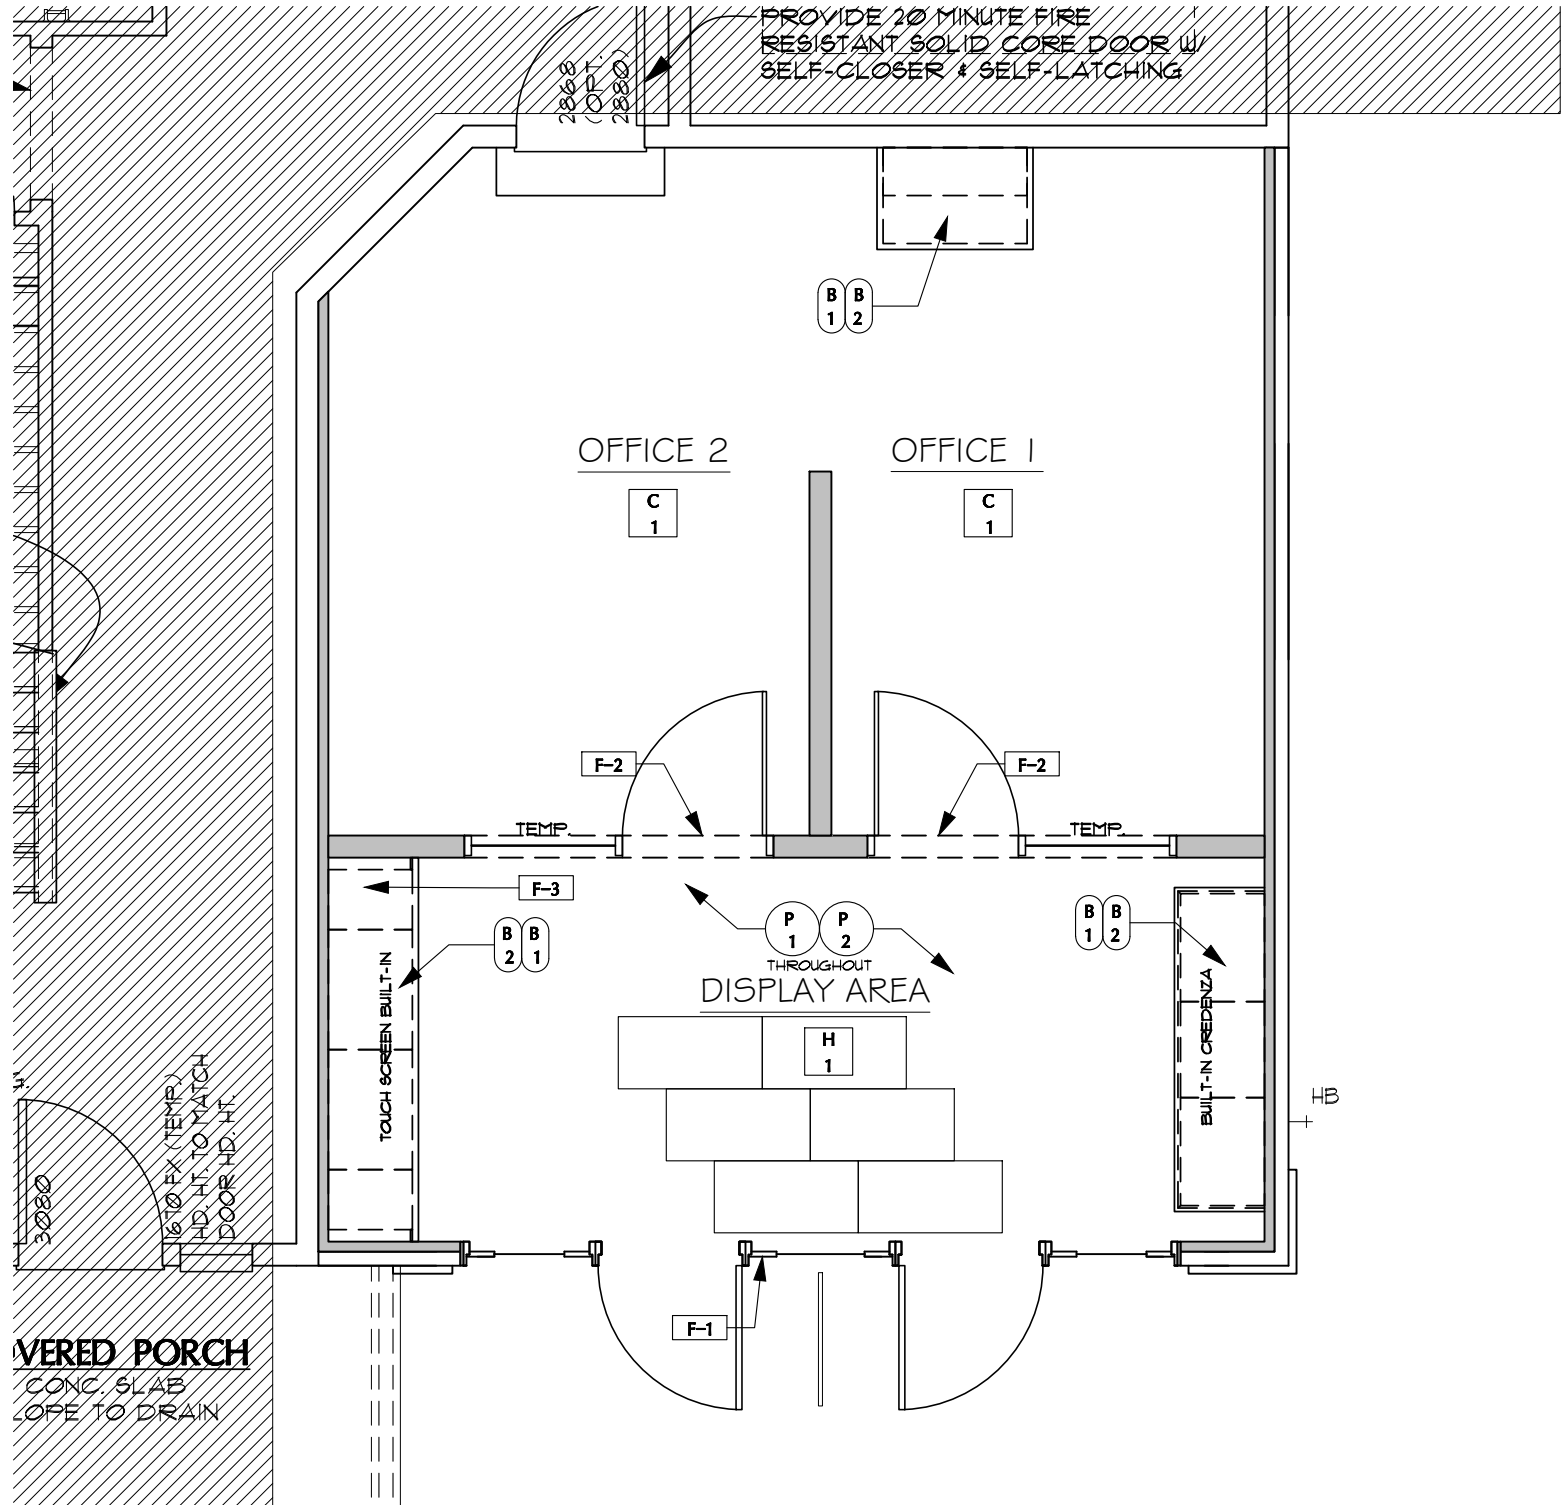 PROVIDE 20 MINUTE FIRE
RESISTANT SOLID CORE DOOR W/
SELF-CLOSER & SELF-LATCHING
2868
(OPT.
2880)
B
1
B
2
OFFICE 2
C
1
OFFICE 1
C
1
F-2
F-2
TEMP.
TEMP.
F-3
B
2
B
1
P
1
P
2
THROUGHOUT
B
1
B
2
DISPLAY AREA
H
1
TOUCH SCREEN BUILT-IN
BUILT-IN CREDENZA
HB
3080
1670 FX (TEMP.)
HD. HT. TO MATCH
DOOR HD. HT.
F-1
VERED PORCH
CONC. SLAB
LOPE TO DRAIN